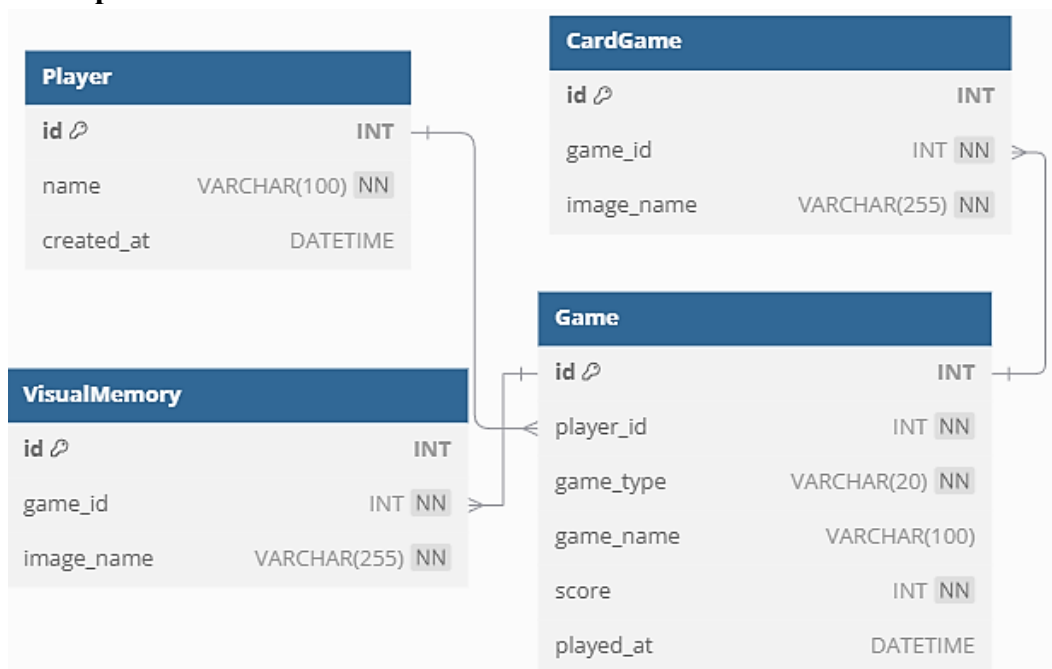 Player
id INT
name VARCHAR(100) NN
created_at DATETIME
CardGame
id INT
game_id INT NN
image_name VARCHAR(255) NN
VisualMemory
id INT
game_id INT NN
image_name VARCHAR(255) NN
Game
id INT
player_id INT NN
game_type VARCHAR(20) NN
game_name VARCHAR(100)
score INT NN
played_at DATETIME